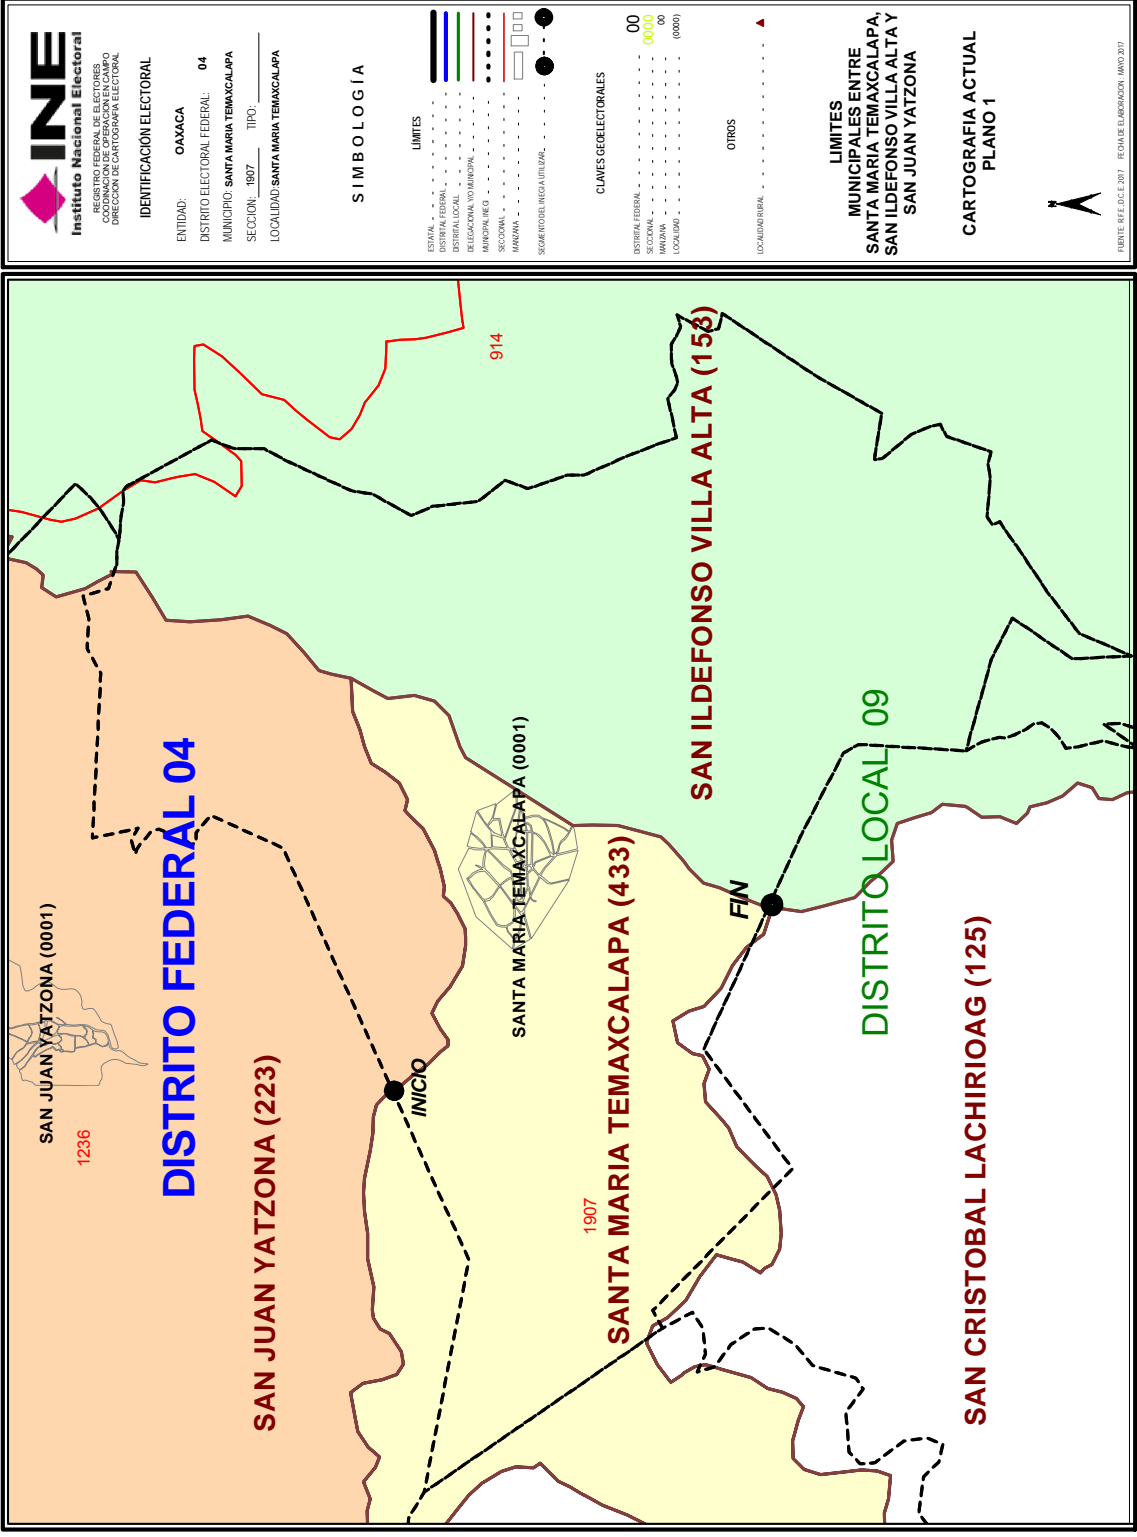 INE
Instituto Nacional Electoral
REGISTRO FEDERAL DE ELECTORES
COODINACION DE OPERACION EN CAMPO
DIRECCION DE CARTOGRAFIA ELECTORAL
IDENTIFICACIÓN ELECTORAL
ENTIDAD: OAXACA
DISTRITO ELECTORAL FEDERAL: 04
MUNICIPIO: SANTA MARIA TEMAXCALAPA
SECCION: 1907 TIPO:
LOCALIDAD: SANTA MARIA TEMAXCALAPA
SIMBOLOGÍA
LÍMITES
ESTATAL
DISTRITAL FEDERAL
DISTRITAL LOCAL
DELEGACIONAL Y/O MUNICIPAL
MUNICIPAL INEGI
SECCIONAL
MANZANA
SEGMENTO DEL INEGI A UTILIZAR
CLAVES GEOELECTORALES
DISTRITAL FEDERAL 00
SECCIONAL 0000
MANZANA 00
LOCALIDAD (0000)
OTROS
LOCALIDAD RURAL
LIMITES
MUNICIPALES ENTRE
SANTA MARIA TEMAXCALAPA,
SAN ILDEFONSO VILLA ALTA Y
SAN JUAN YATZONA
CARTOGRAFIA ACTUAL
PLANO 1
N
FUENTE: R.F.E./D.C.E. 2017 FECHA DE ELABORACION: MAYO 2017
SAN JUAN YATZONA (0001)
1236
DISTRITO FEDERAL 04
SAN JUAN YATZONA (223)
INICIO
914
SANTA MARIA TEMAXCALAPA (0001)
1907
SANTA MARIA TEMAXCALAPA (433)
SAN ILDEFONSO VILLA ALTA (153)
FIN
DISTRITO LOCAL 09
SAN CRISTOBAL LACHIRIOAG (125)